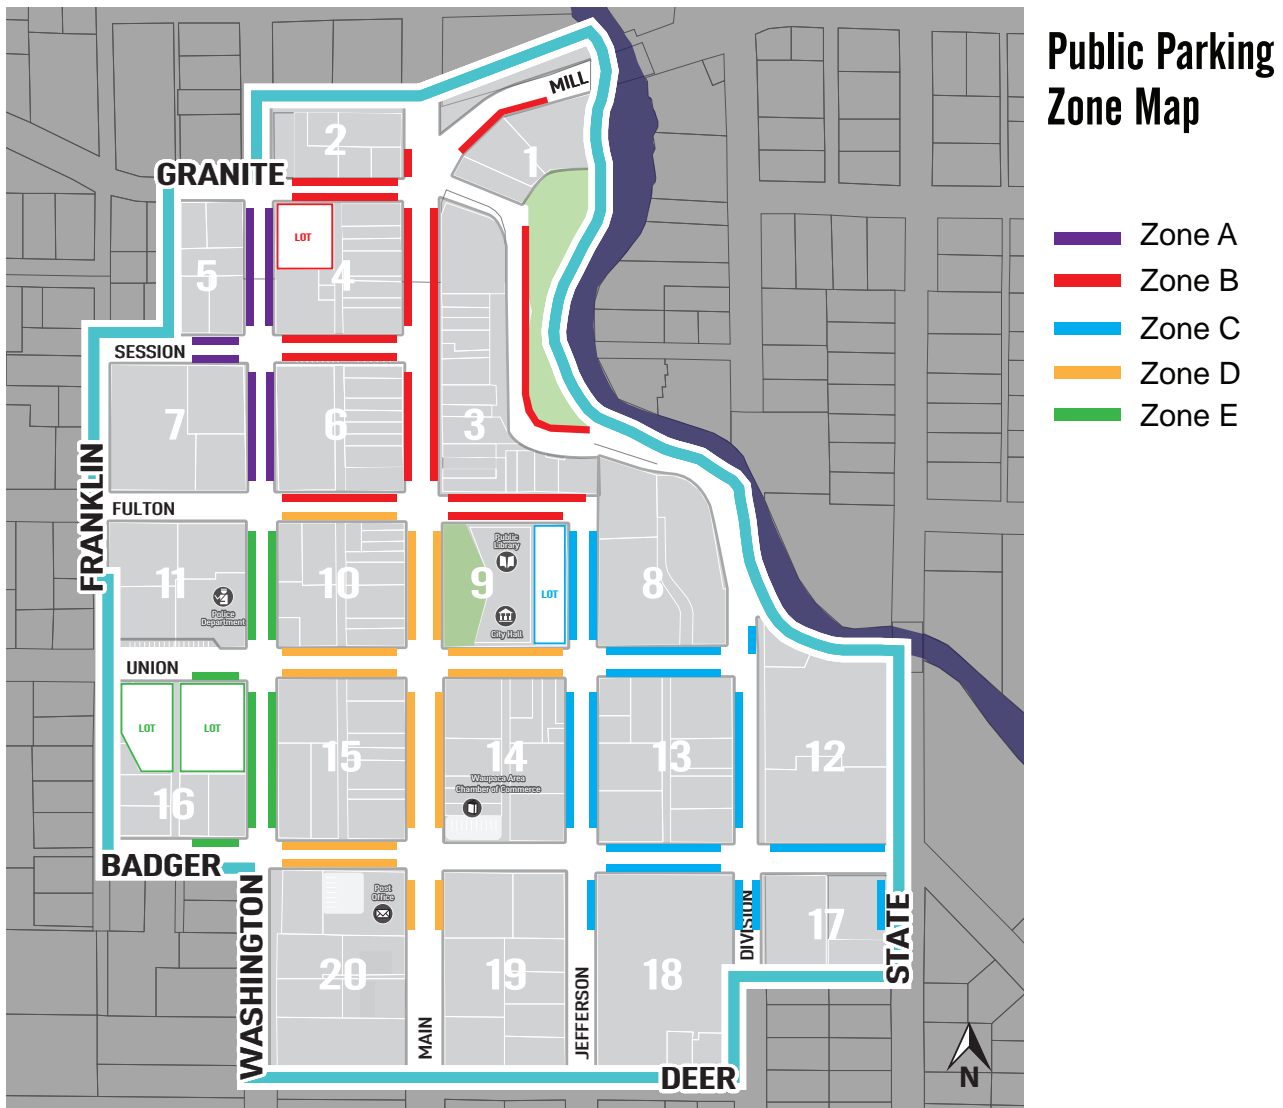 Public Parking
Zone Map
Zone A
Zone B
Zone C
Zone D
Zone E
MILL
2
1
GRANITE
LOT
5
4
SESSION
7
6
3
FRANKLIN
FULTON
Public
Library
11
10
9
8
LOT
Police
Department
City Hall
UNION
LOT
LOT
15
14
13
12
Waupaca Area
Chamber of Commerce
16
BADGER
WASHINGTON
Post
Office
DIVISION
17
STATE
20
19
18
MAIN
JEFFERSON
DEER
N